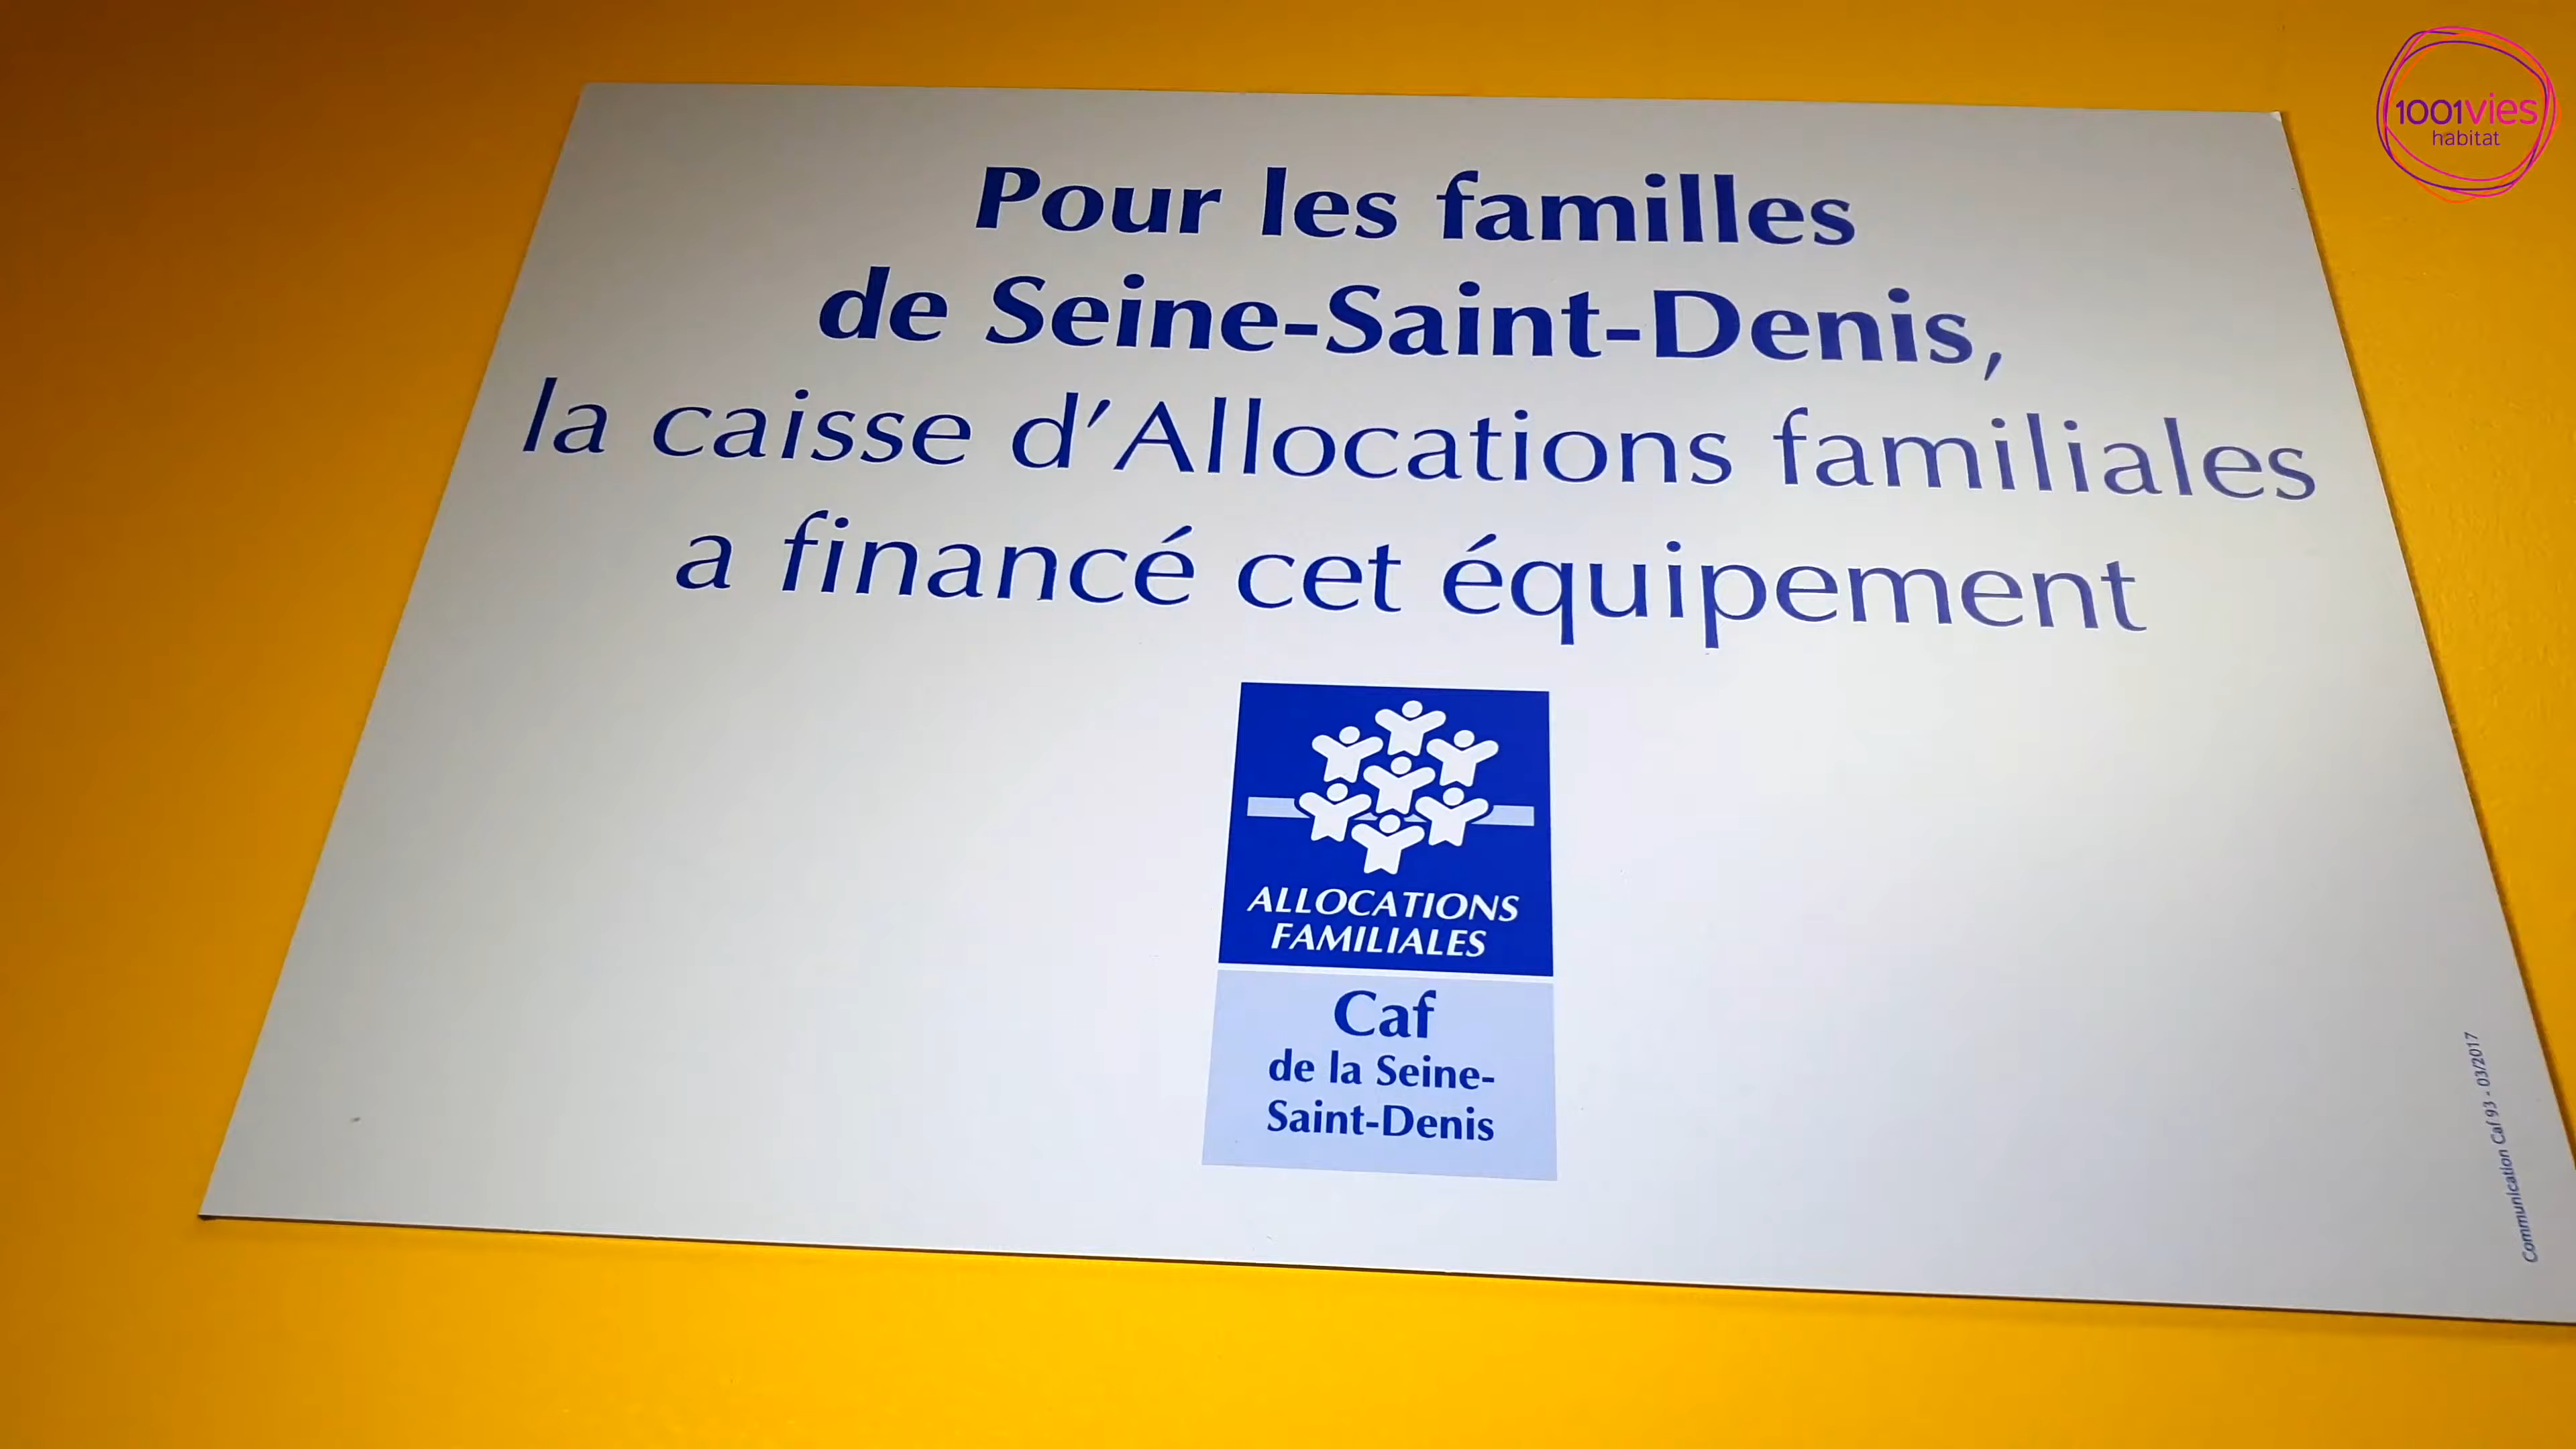 1001vies
habitat
Pour les familles
de Seine-Saint-Denis,
la caisse d'Allocations familiales
a financé cet équipement
ALLOCATIONS
FAMILIALES
Caf
de la Seine-
Saint-Denis
Communication Caf 93 - 03/2017